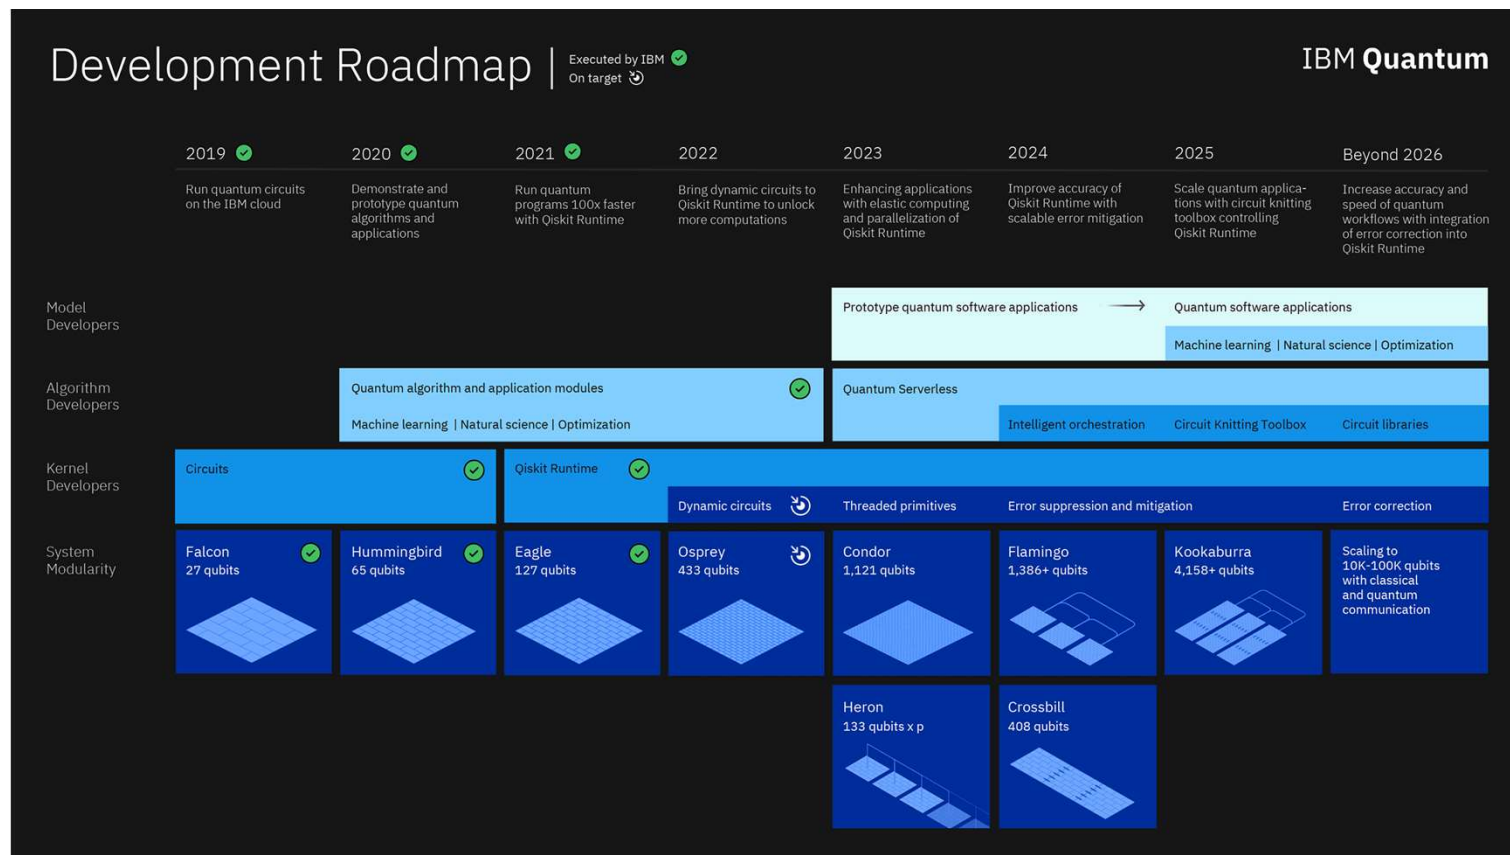 Development Roadmap
Executed by IBM
On target
IBM Quantum
2019
2020
2021
2022
2023
2024
2025
Beyond 2026
Run quantum circuits
on the IBM cloud
Demonstrate and
prototype quantum
algorithms and
applications
Run quantum
programs 100x faster
with Qiskit Runtime
Bring dynamic circuits to
Qiskit Runtime to unlock
more computations
Enhancing applications
with elastic computing
and parallelization of
Qiskit Runtime
Improve accuracy of
Qiskit Runtime with
scalable error mitigation
Scale quantum applica-
tions with circuit knitting
toolbox controlling
Qiskit Runtime
Increase accuracy and
speed of quantum
workflows with integration
of error correction into
Qiskit Runtime
Model
Developers
Prototype quantum software applications
Quantum software applications
Machine learning | Natural science | Optimization
Algorithm
Developers
Quantum algorithm and application modules
Machine learning | Natural science | Optimization
Quantum Serverless
Intelligent orchestration
Circuit Knitting Toolbox
Circuit libraries
Kernel
Developers
Circuits
Qiskit Runtime
Dynamic circuits
Threaded primitives
Error suppression and mitigation
Error correction
System
Modularity
Falcon
27 qubits
Hummingbird
65 qubits
Eagle
127 qubits
Osprey
433 qubits
Condor
1,121 qubits
Flamingo
1,386+ qubits
Kookaburra
4,158+ qubits
Scaling to
10K-100K qubits
with classical
and quantum
communication
Heron
133 qubits x p
Crossbill
408 qubits